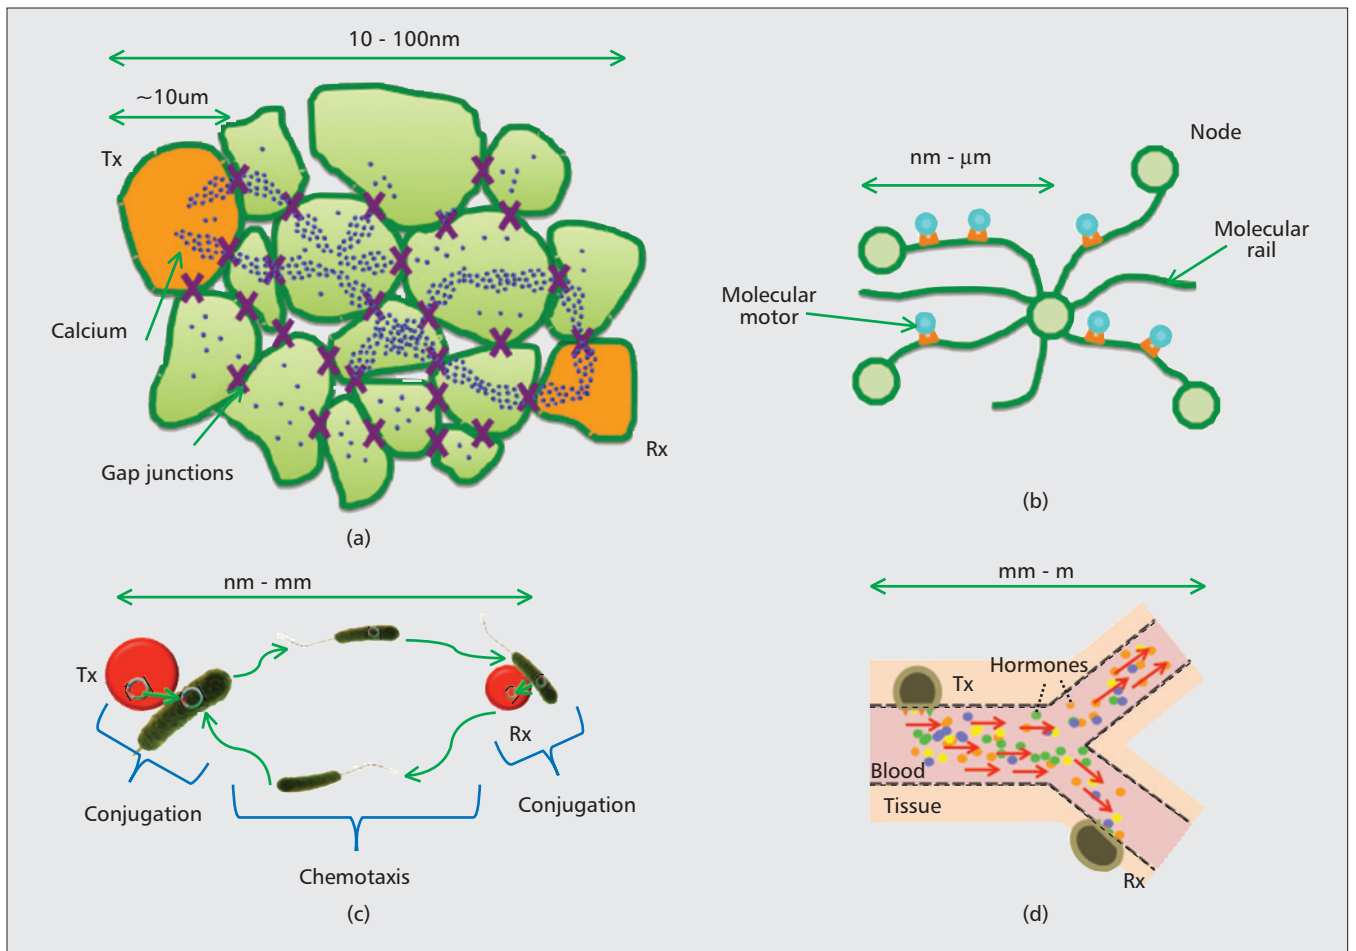 10 - 100nm
~10um
Tx
Calcium
Gap junctions
Rx
(a)
nm - μm
Node
Molecular
rail
Molecular
motor
(b)
nm - mm
Tx
Rx
Conjugation
Conjugation
Chemotaxis
(c)
mm - m
Hormones
Tx
Blood
Tissue
Rx
(d)